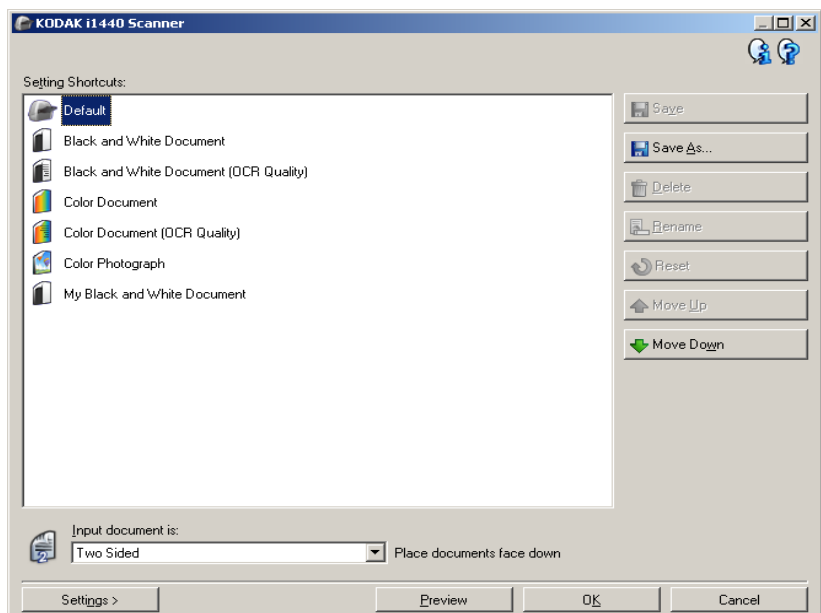 KODAK i1440 Scanner
Setting Shortcuts:
Default
Black and White Document
Black and White Document (OCR Quality)
Color Document
Color Document (OCR Quality)
Color Photograph
My Black and White Document
Save
Save As...
Delete
Rename
Reset
Move Up
Move Down
Input document is:
Two Sided
Place documents face down
Settings >
Preview
OK
Cancel